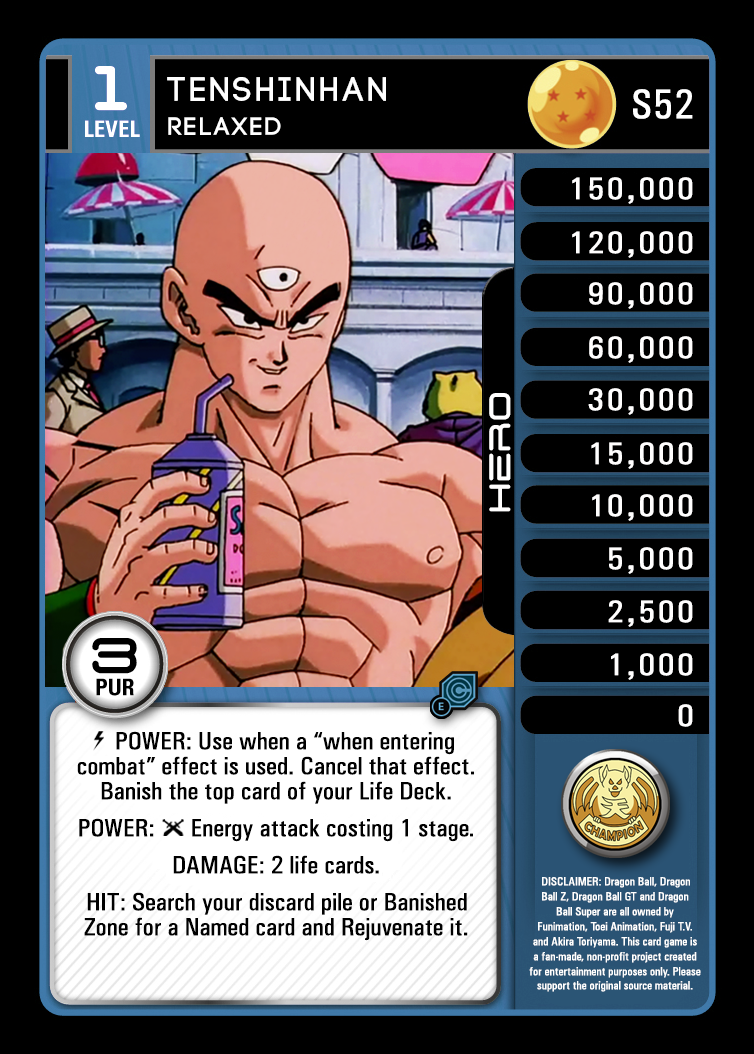 1
LEVEL
TENSHINHAN
RELAXED
S52
150,000
120,000
90,000
60,000
30,000
15,000
10,000
5,000
2,500
1,000
0
HERO
3
PUR
E
POWER: Use when a “when entering
combat” effect is used. Cancel that effect.
Banish the top card of your Life Deck.
POWER: Energy attack costing 1 stage.
DAMAGE: 2 life cards.
HIT: Search your discard pile or Banished
Zone for a Named card and Rejuvenate it.
CHAMPION
DISCLAIMER: Dragon Ball, Dragon
Ball Z, Dragon Ball GT and Dragon
Ball Super are all owned by
Funimation, Toei Animation, Fuji T.V.
and Akira Toriyama. This card game is
a fan-made, non-profit project created
for entertainment purposes only. Please
support the original source material.